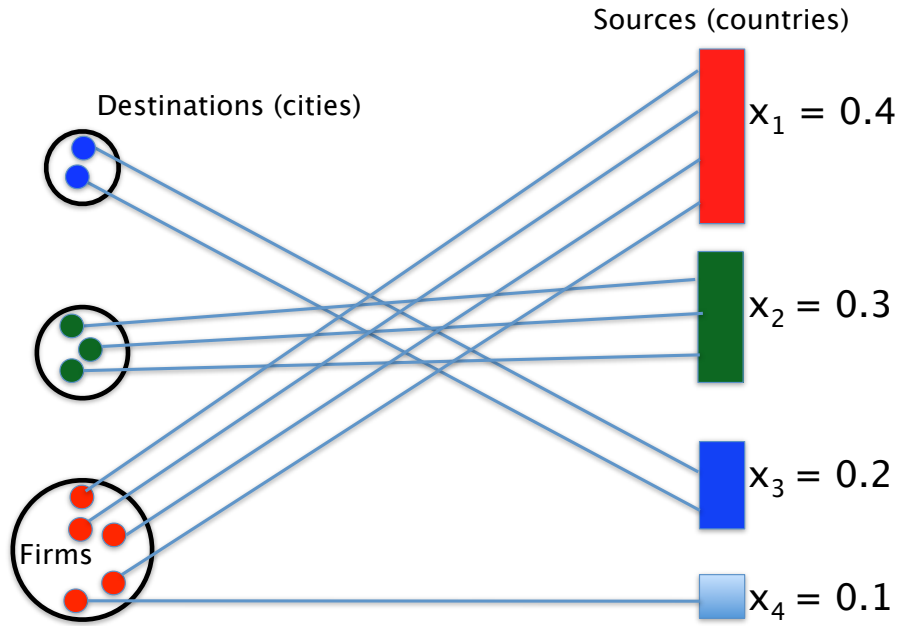 Sources (countries)
Destinations (cities)
x₁ = 0.4
x₂ = 0.3
x₃ = 0.2
Firms
x₄ = 0.1